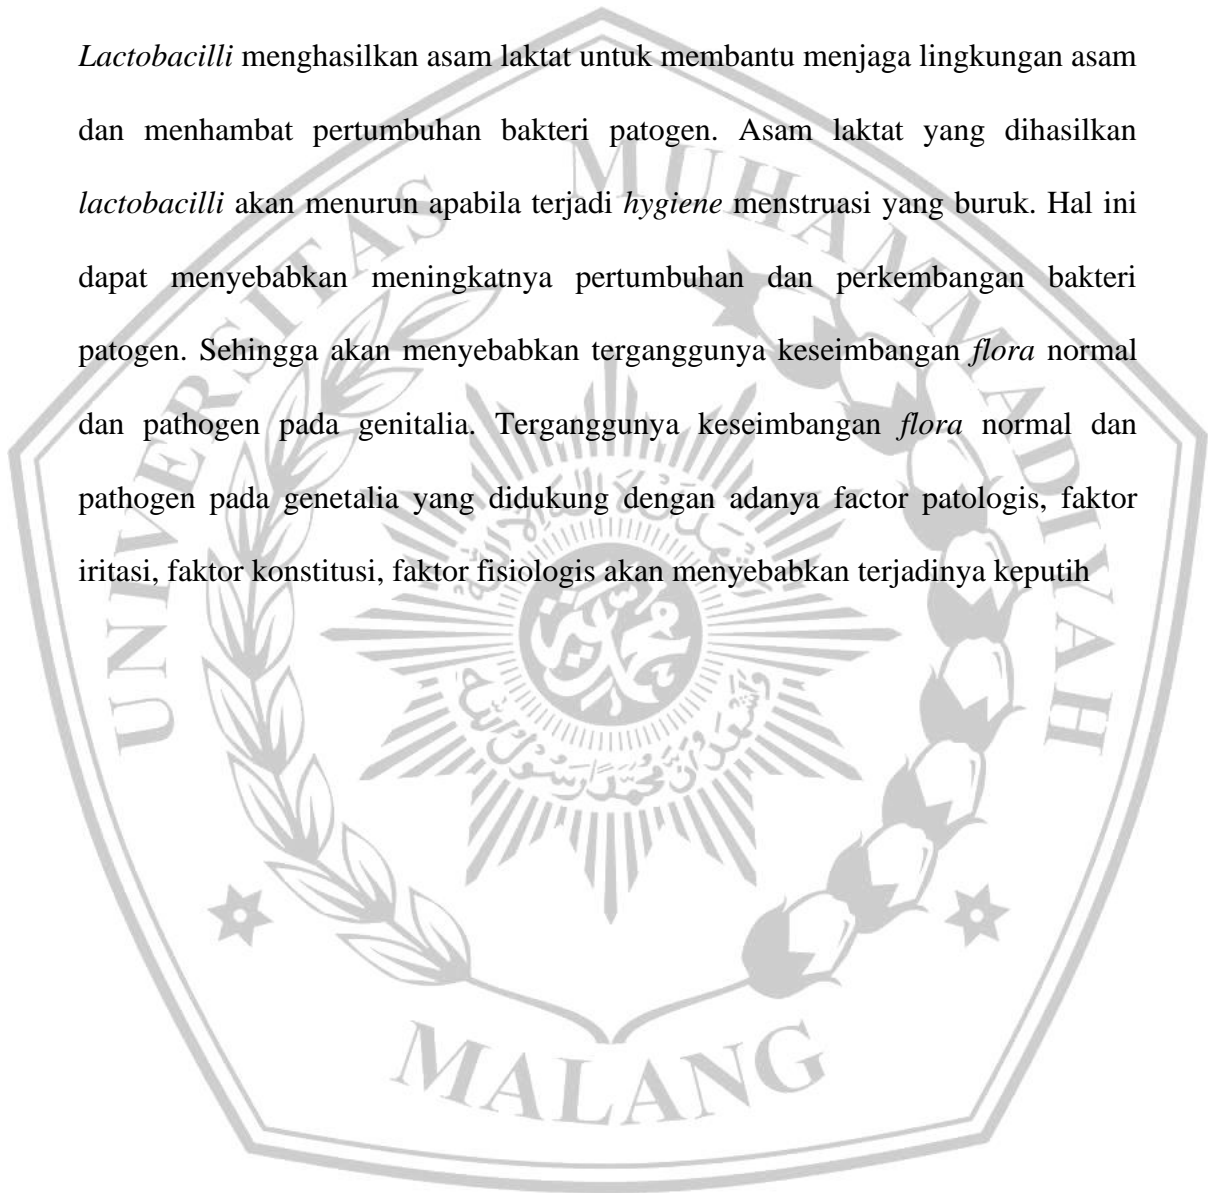 Lactobacilli menghasilkan asam laktat untuk membantu menjaga lingkungan asam
dan menhambat pertumbuhan bakteri patogen. Asam laktat yang dihasilkan
lactobacilli akan menurun apabila terjadi hygiene menstruasi yang buruk. Hal ini
dapat menyebabkan meningkatnya pertumbuhan dan perkembangan bakteri
patogen. Sehingga akan menyebabkan terganggunya keseimbangan flora normal
dan pathogen pada genitalia. Terganggunya keseimbangan flora normal dan
pathogen pada genetalia yang didukung dengan adanya factor patologis, faktor
iritasi, faktor konstitusi, faktor fisiologis akan menyebabkan terjadinya keputih
UNIVERSITAS MUHAMMADIYAH
MALANG